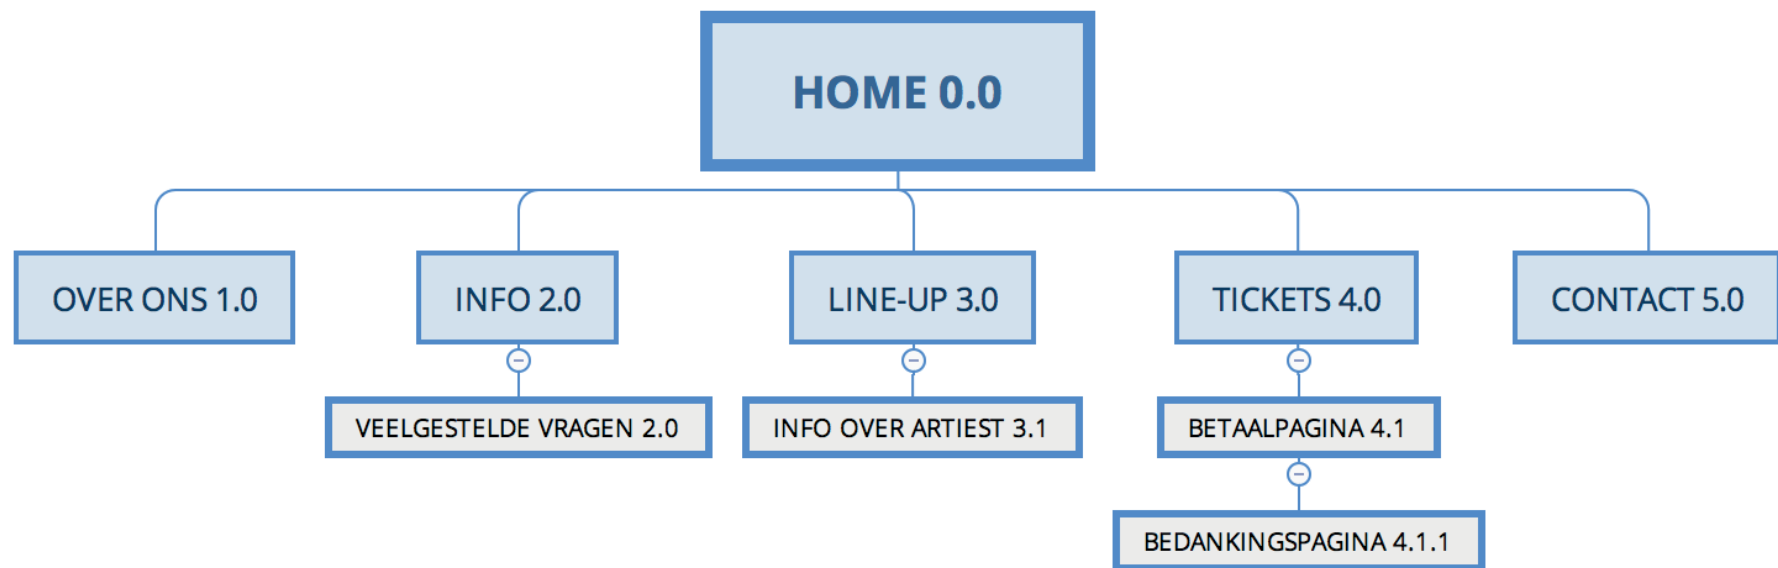 HOME 0.0
OVER ONS 1.0
INFO 2.0
LINE-UP 3.0
TICKETS 4.0
CONTACT 5.0
VEELGESTELDE VRAGEN 2.0
INFO OVER ARTIEST 3.1
BETAALPAGINA 4.1
BEDANKINGSPAGINA 4.1.1